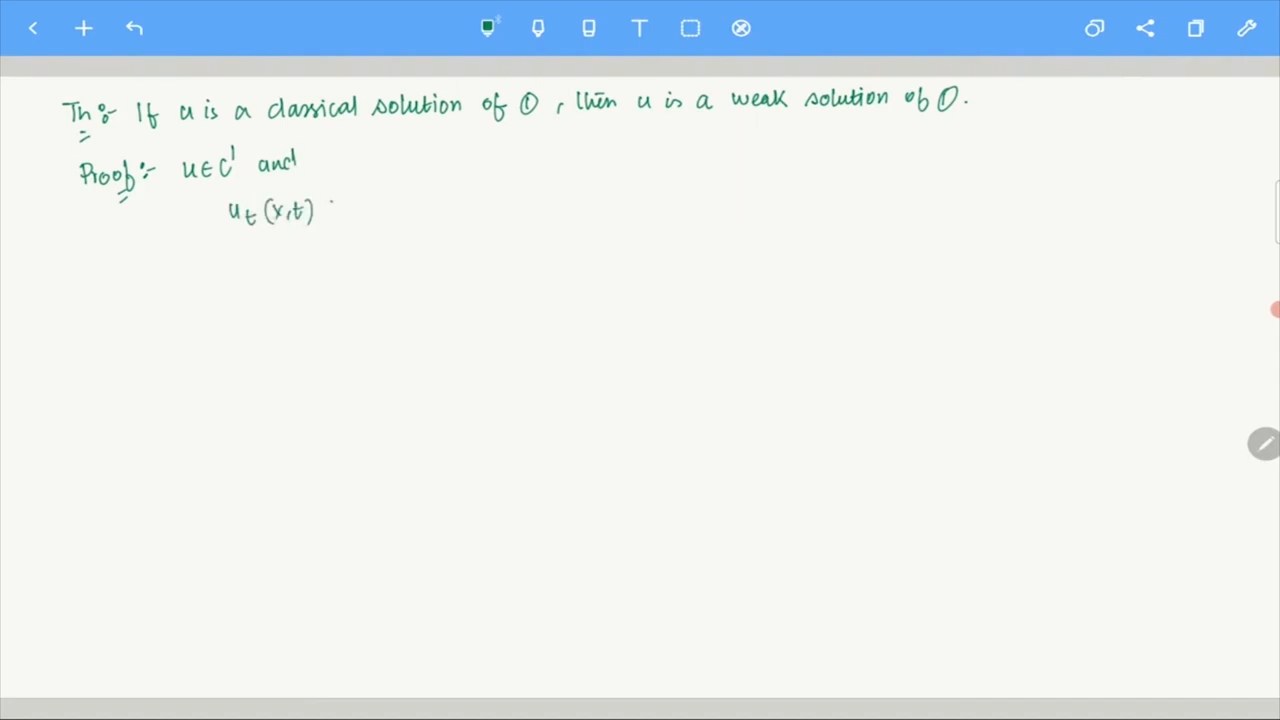 Th:- If u is a classical solution of ①, then u is a weak solution of ①.
Proof:- u ∈ C¹ and
u_t (x,t)